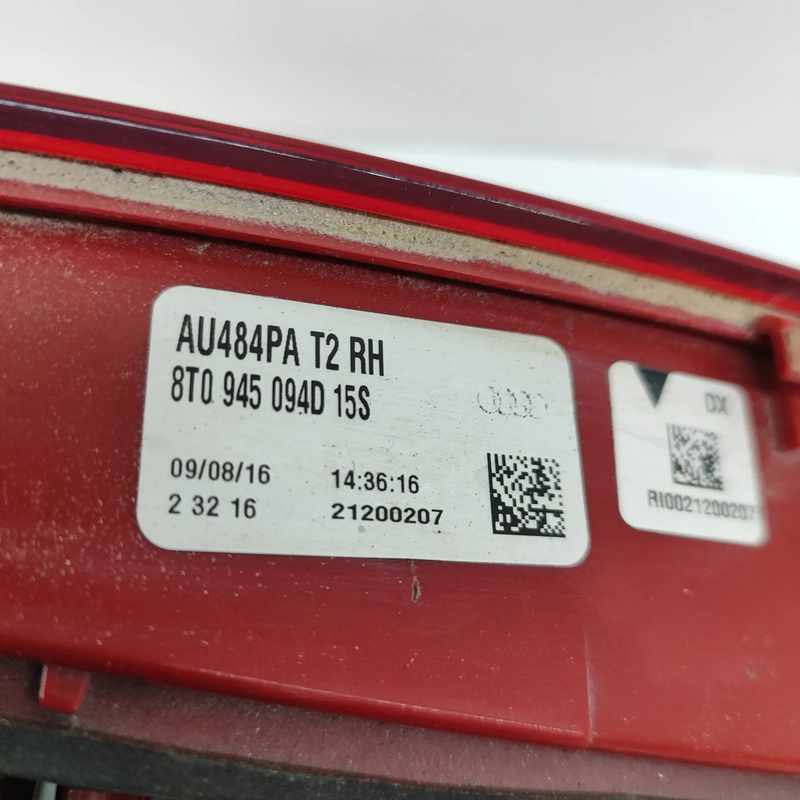 AU484PA T2 RH
8T0 945 094D 15S
09/08/16 14:36:16
2 32 16 21200207
DX
RI0021200207